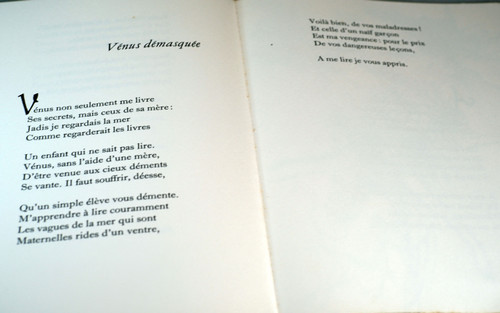 Vénus démasquée
Vénus non seulement me livre
Ses secrets, mais ceux de sa mère ;
Jadis je regardais la mer
Comme regarderait les livres
Un enfant qui ne sait pas lire.
Vénus, sans l'aide d'une mère,
D'être venue aux cieux déments
Se vante. Il faut souffrir, déesse,
Qu'un simple élève vous démente.
M'apprendre à lire couramment
Les vagues de la mer qui sont
Maternelles rides d'un ventre,
Voilà bien, de vos maladresses !
Et celle d'un naïf garçon
Est ma vengeance : pour le prix
De vos dangereuses leçons,
A me lire je vous appris.